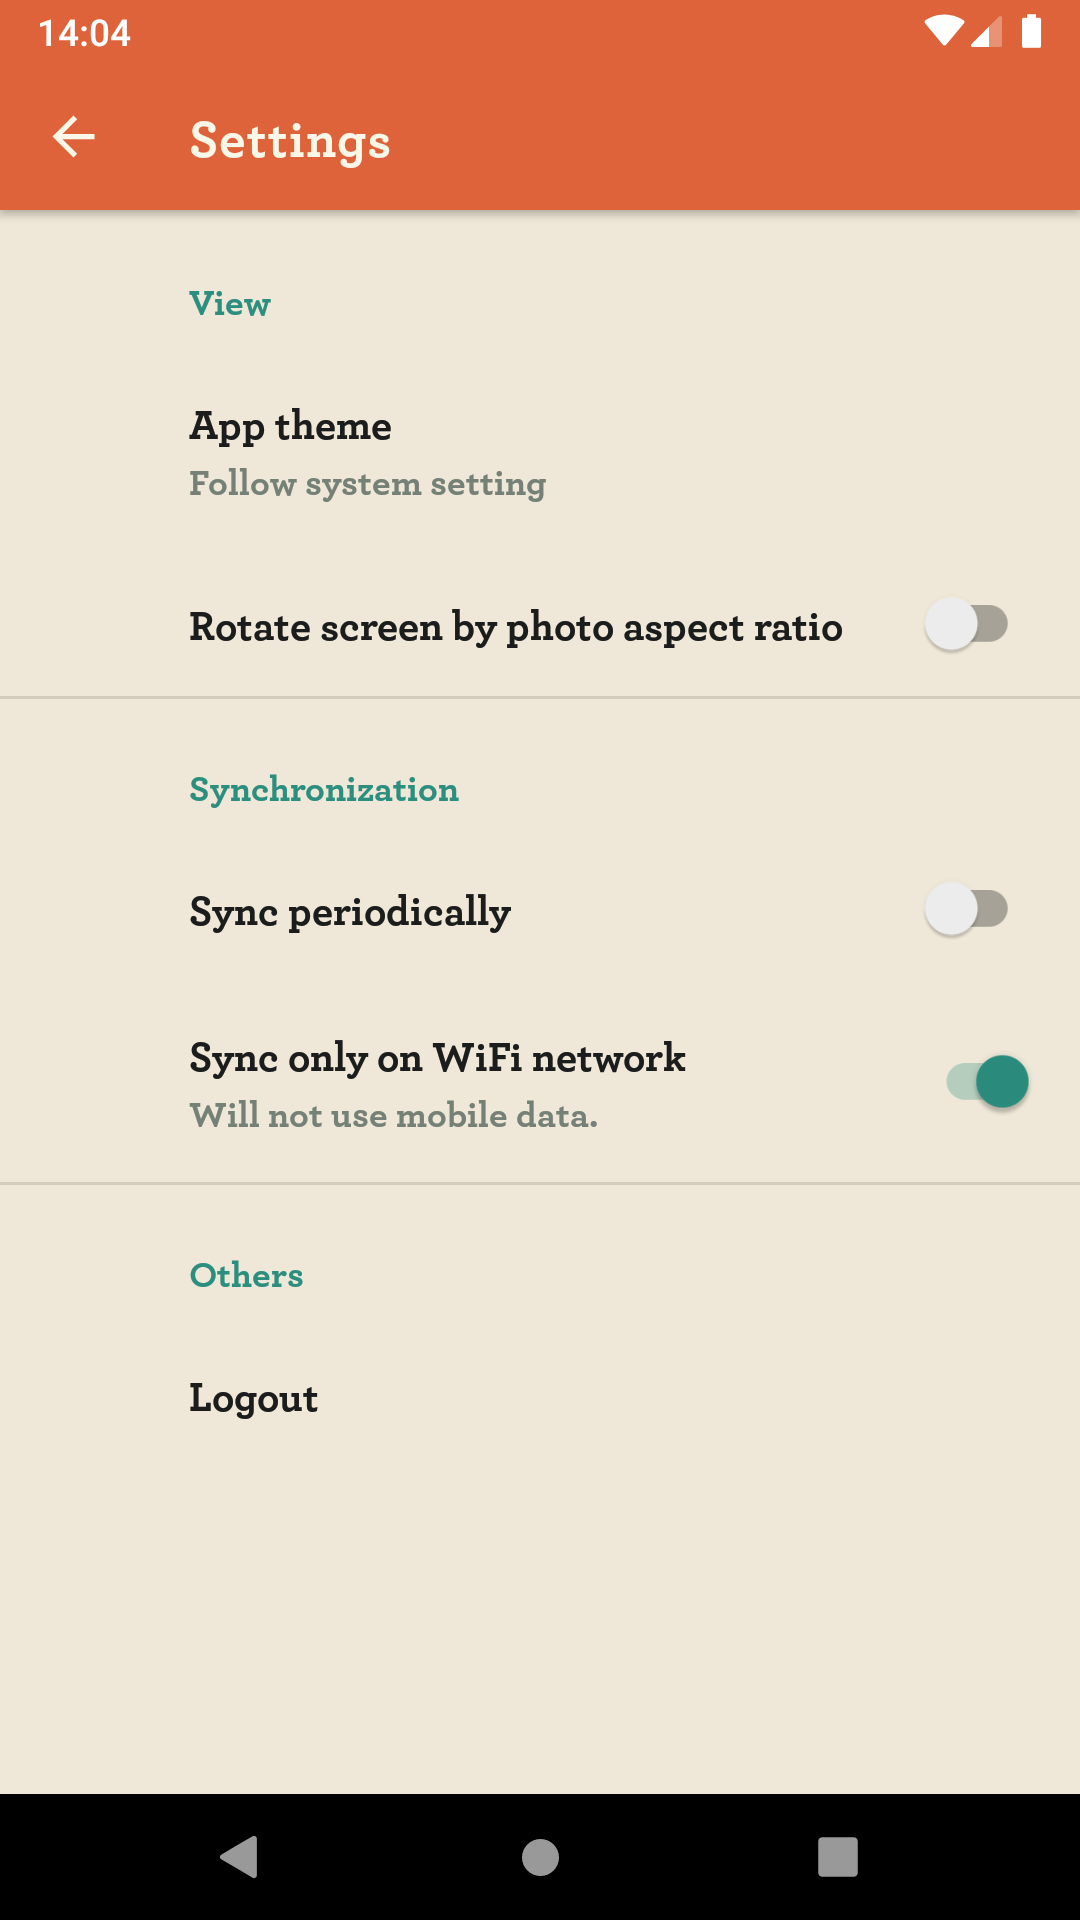 14:04
Settings
View
App theme
Follow system setting
Rotate screen by photo aspect ratio
Synchronization
Sync periodically
Sync only on WiFi network
Will not use mobile data.
Others
Logout